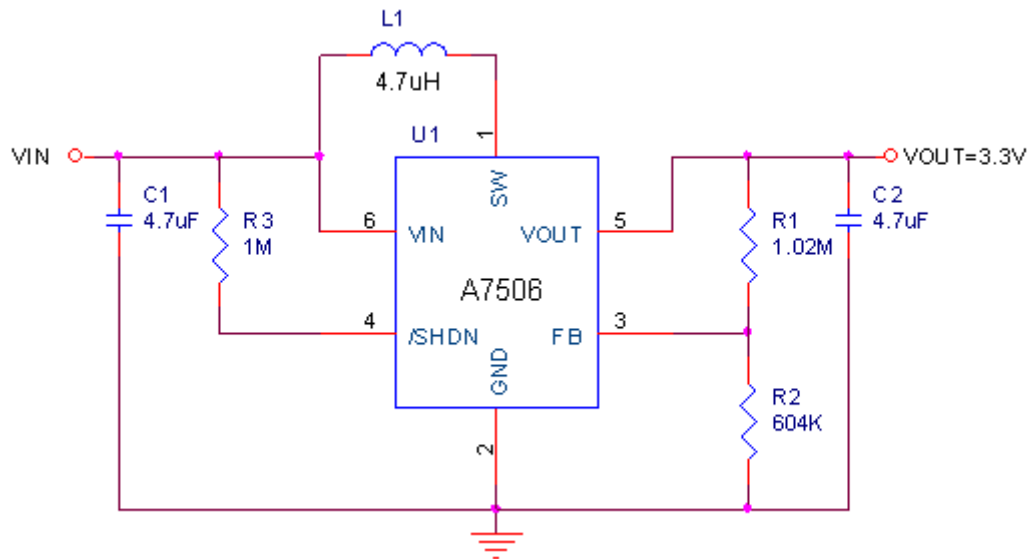 L1
4.7uH
U1
1
VIN
VOUT=3.3V
SW
C1
4.7uF
R3
1M
6
VIN
VOUT
5
R1
1.02M
C2
4.7uF
A7506
4
/SHDN
FB
3
GND
R2
604K
2